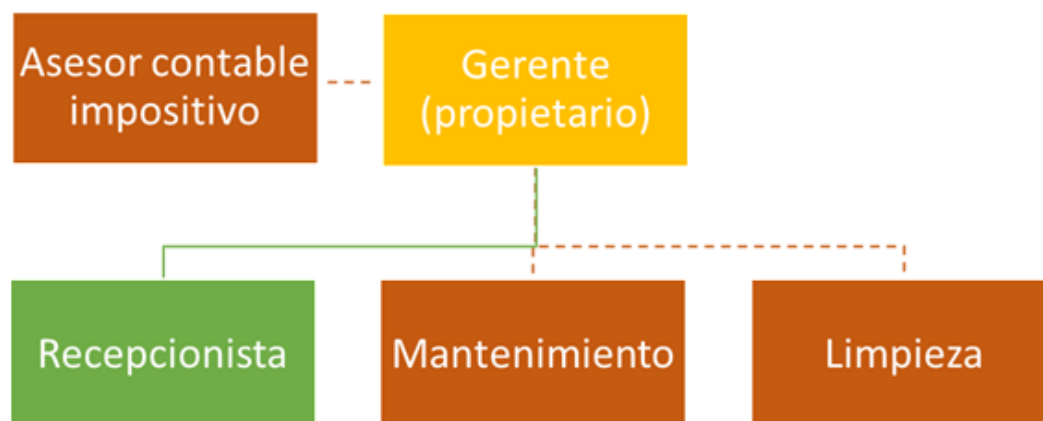 Asesor contable
impositivo
Gerente
(propietario)
Recepcionista
Mantenimiento
Limpieza